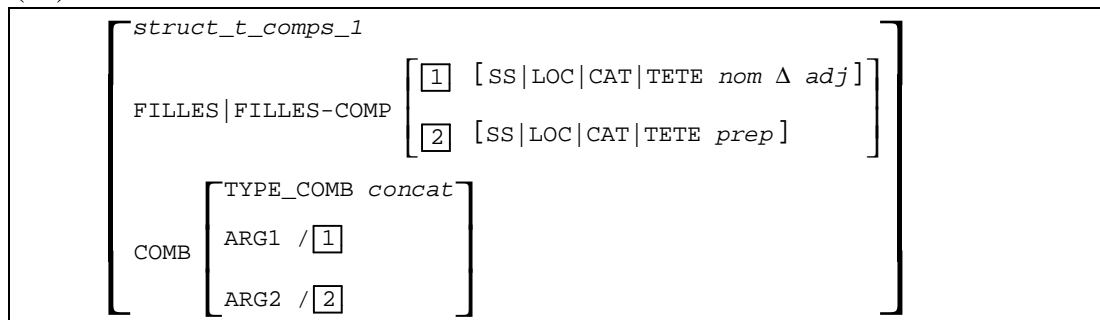 struct_t_comps_1
1 [SS|LOC|CAT|TETE nom Δ adj]
FILLES|FILLES-COMP
2 [SS|LOC|CAT|TETE prep]
TYPE_COMB concat
ARG1 /1
COMB
ARG2 /2